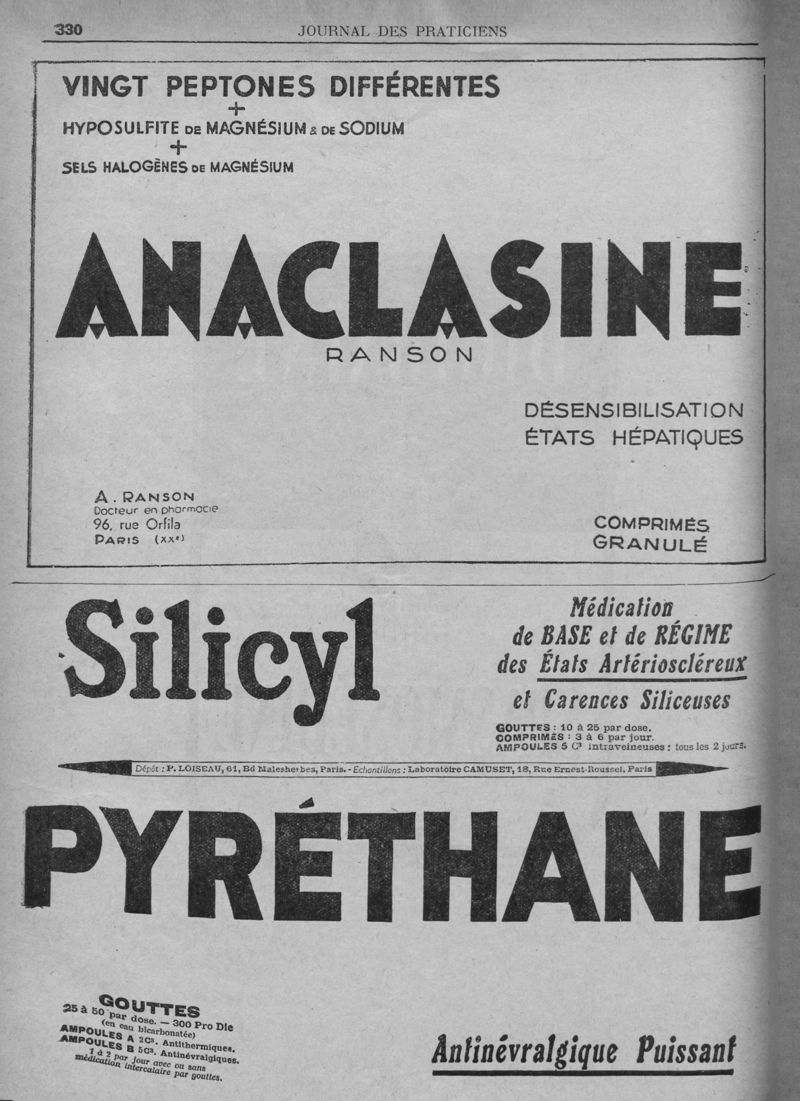 330
JOURNAL DES PRATICIENS
VINGT PEPTONES DIFFÉRENTES
+
HYPOSULFITE DE MAGNÉSIUM & DE SODIUM
+
SELS HALOGÈNES DE MAGNÉSIUM
ANACLASINE
RANSON
DÉSENSIBILISATION
ÉTATS HÉPATIQUES
A. RANSON
Docteur en pharmacie
96, rue Orfila
PARIS (XXe)
COMPRIMÉS
GRANULÉ
Silicyl
Médication
de BASE et de RÉGIME
des États Artérioscléreux
et Carences Siliceuses
GOUTTES : 10 à 25 par dose.
COMPRIMÉS : 3 à 6 par jour.
AMPOULES 5 C3 intraveineuses : tous les 2 jours.
Dépôt : P. LOISEAU, 61, Bd Malesherbes, Paris. - Echantillons : Laboratoire CAMUSET, 18, Rue Ernest-Roussel, Paris
PYRÉTHANE
GOUTTES
25 à 50 par dose. — 300 Pro Die
(en eau bicarbonatée)
AMPOULES A 2C3. Antithermiques.
AMPOULES B 5C3. Antinévralgiques.
1 à 2 par jour avec ou sans
médication intercalaire par gouttes.
Antinévralgique Puissant